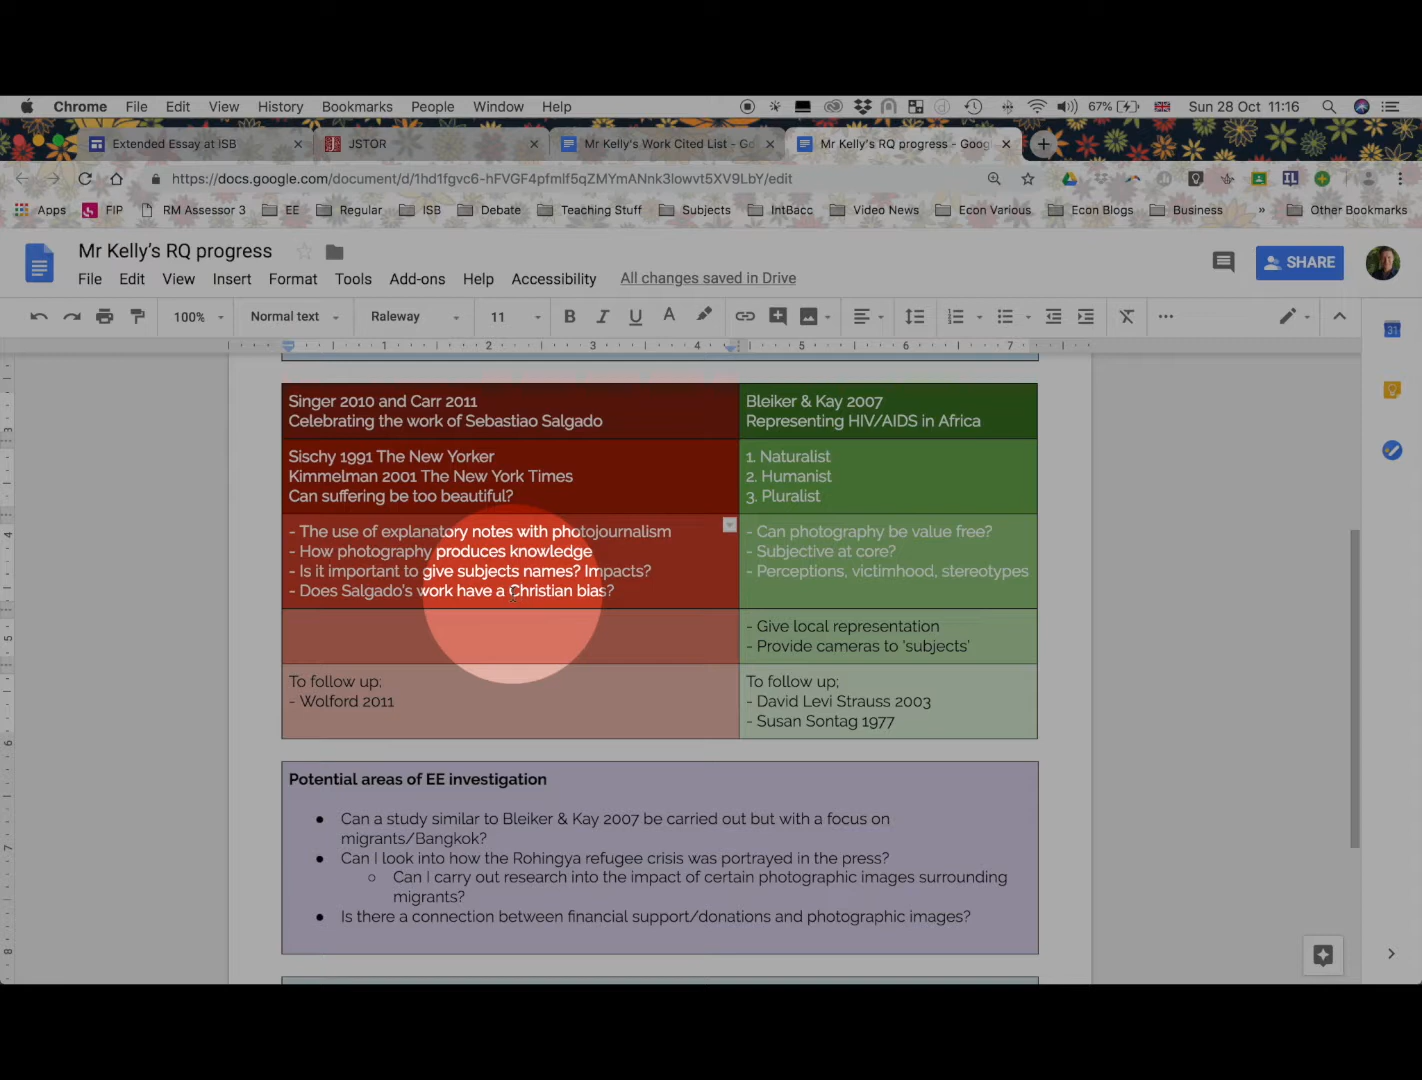 Chrome File Edit View History Bookmarks People Window Help 67% Sun 28 Oct 11:16
Extended Essay at ISB JSTOR Mr Kelly's Work Cited List - Go Mr Kelly's RQ progress - Googl
https://docs.google.com/document/d/1hd1fgvc6-hFVGF4pfmlf5qZMYmANnk3lowvt5XV9LbY/edit
Apps FIP RM Assessor 3 EE Regular ISB Debate Teaching Stuff Subjects IntBacc Video News Econ Various Econ Blogs Business » Other Bookmarks
Mr Kelly's RQ progress
File Edit View Insert Format Tools Add-ons Help Accessibility All changes saved in Drive
SHARE
100% Normal text Raleway 11 B I U A
1 2 3 4 5 6 7
31
Singer 2010 and Carr 2011
Celebrating the work of Sebastiao Salgado
Bleiker & Kay 2007
Representing HIV/AIDS in Africa
Sischy 1991 The New Yorker
Kimmelman 2001 The New York Times
Can suffering be too beautiful?
1. Naturalist
2. Humanist
3. Pluralist
- The use of explanatory notes with photojournalism
- How photography produces knowledge
- Is it important to give subjects names? Impacts?
- Does Salgado's work have a Christian bias?
- Can photography be value free?
- Subjective at core?
- Perceptions, victimhood, stereotypes
- Give local representation
- Provide cameras to 'subjects'
To follow up;
- Wolford 2011
To follow up;
- David Levi Strauss 2003
- Susan Sontag 1977
Potential areas of EE investigation
● Can a study similar to Bleiker & Kay 2007 be carried out but with a focus on
migrants/Bangkok?
● Can I look into how the Rohingya refugee crisis was portrayed in the press?
○ Can I carry out research into the impact of certain photographic images surrounding
migrants?
● Is there a connection between financial support/donations and photographic images?